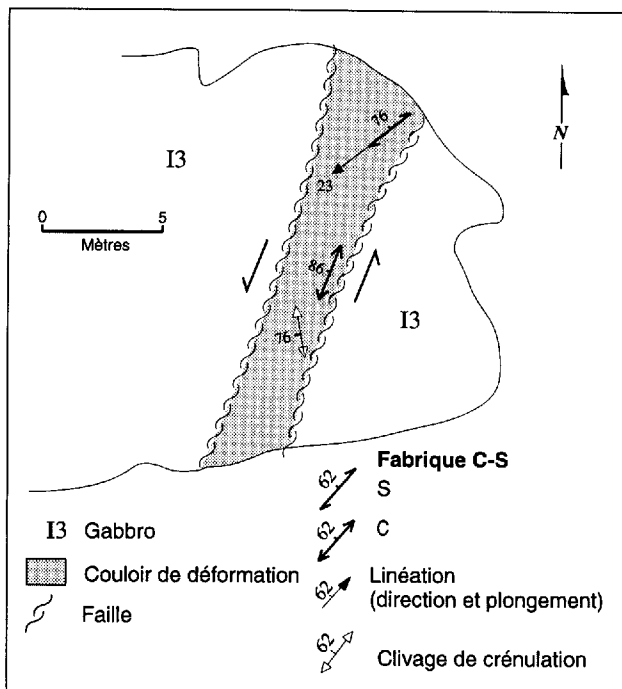 I3
76
23
N
0 5
Mètres
86
I3
76
Fabrique C-S
62 S
62 C
62 Linéation
(direction et plongement)
62 Clivage de crénulation
I3 Gabbro
Couloir de déformation
Faille